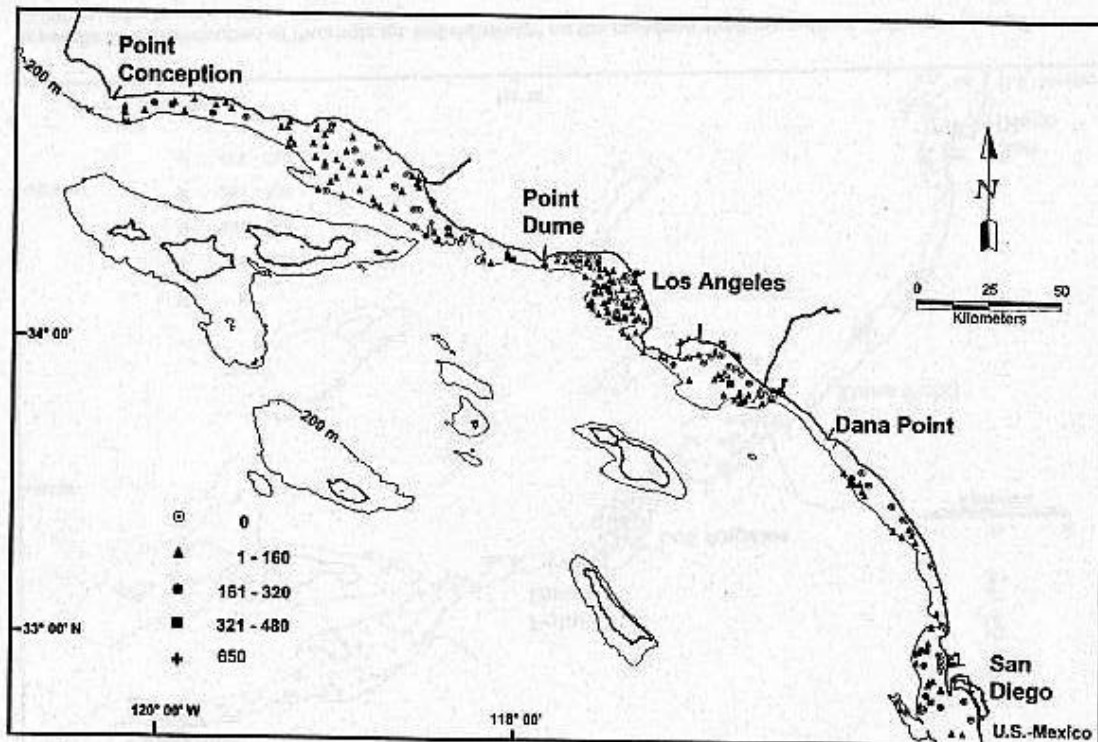 Point
Conception
200 m
Point
Dume
Los Angeles
N
0 25 50
Kilometers
34° 00'
200 m
Dana Point
0
1 - 160
161 - 320
321 - 480
650
33° 00' N
San
Diego
120° 00' W
118° 00'
U.S.-Mexico